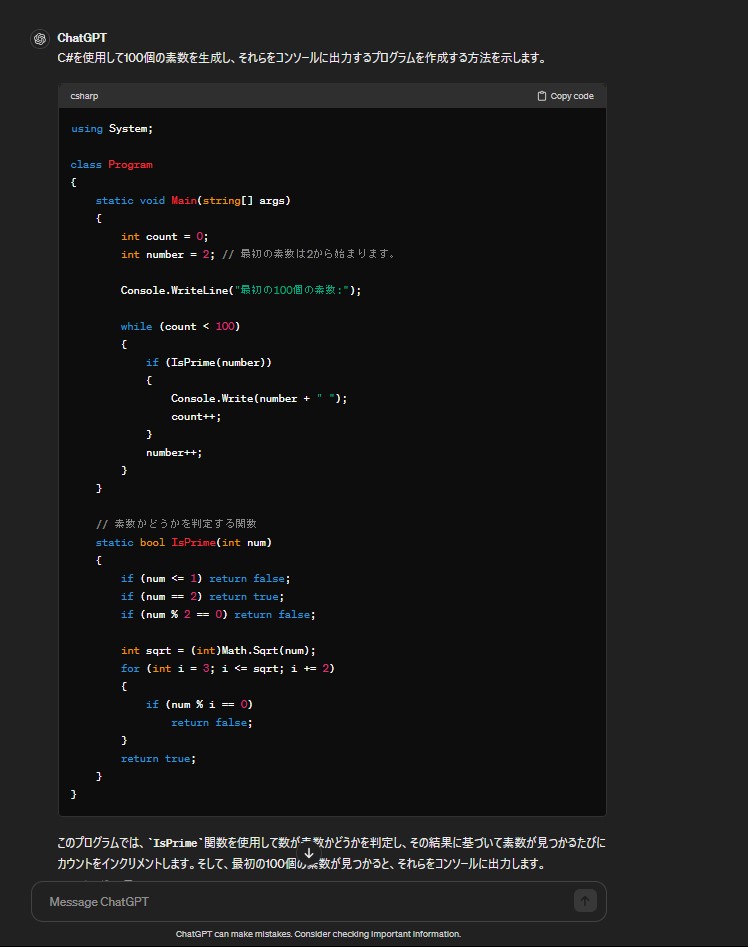 ChatGPT
C#を使用して100個の素数を生成し、それらをコンソールに出力するプログラムを作成する方法を示します。
csharp
Copy code
using System;
class Program
{
static void Main(string[] args)
{
int count = 0;
int number = 2; // 最初の素数は2から始まります。
Console.WriteLine("最初の100個の素数:");
while (count < 100)
{
if (IsPrime(number))
{
Console.Write(number + " ");
count++;
}
number++;
}
}
// 素数かどうかを判定する関数
static bool IsPrime(int num)
{
if (num <= 1) return false;
if (num == 2) return true;
if (num % 2 == 0) return false;
int sqrt = (int)Math.Sqrt(num);
for (int i = 3; i <= sqrt; i += 2)
{
if (num % i == 0)
return false;
}
return true;
}
}
このプログラムでは、`IsPrime`関数を使用して数が素数かどうかを判定し、その結果に基づいて素数が見つかるたびに
カウントをインクリメントします。そして、最初の100個の素数が見つかると、それらをコンソールに出力します。
Message ChatGPT
ChatGPT can make mistakes. Consider checking important information.